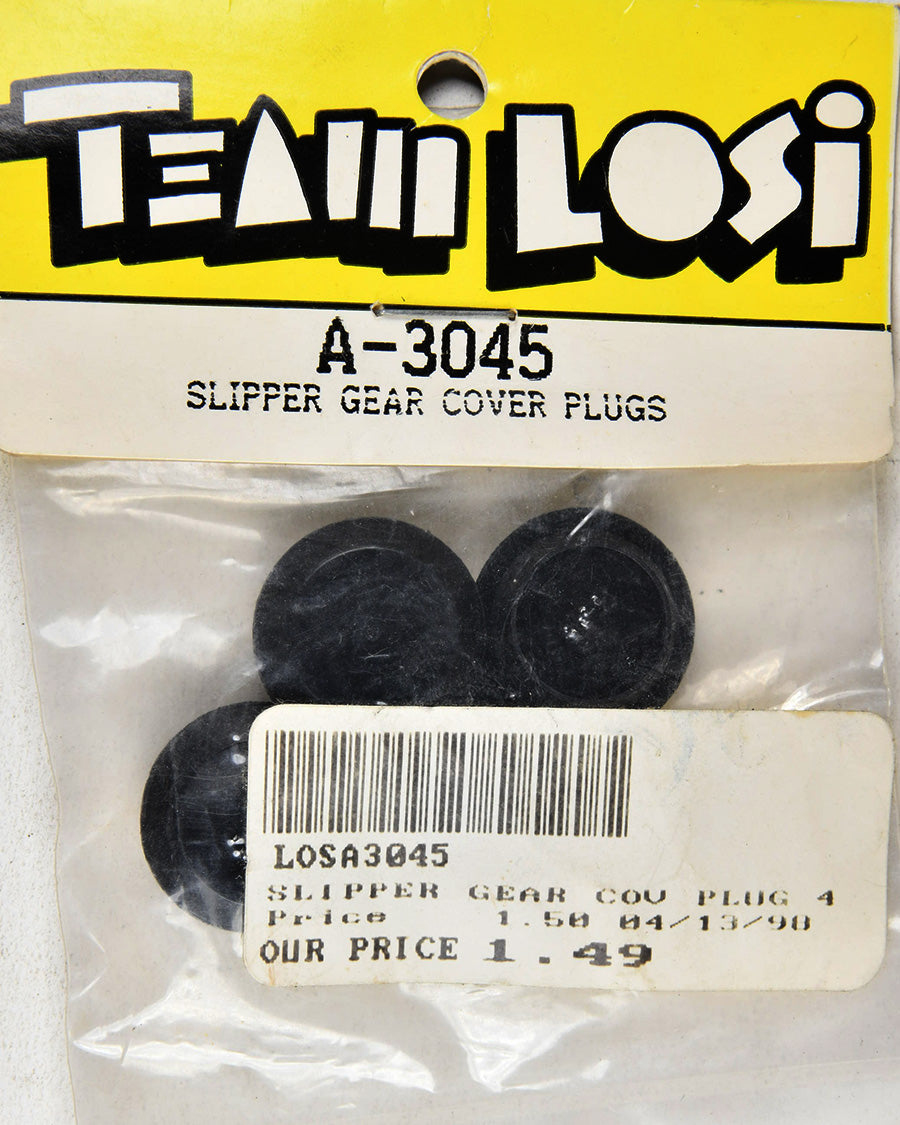 TEAM LOSI
A-3045
SLIPPER GEAR COVER PLUGS
LOSA3045
SLIPPER GEAR COV PLUG 4
Price 1.50 04/13/98
OUR PRICE 1.49